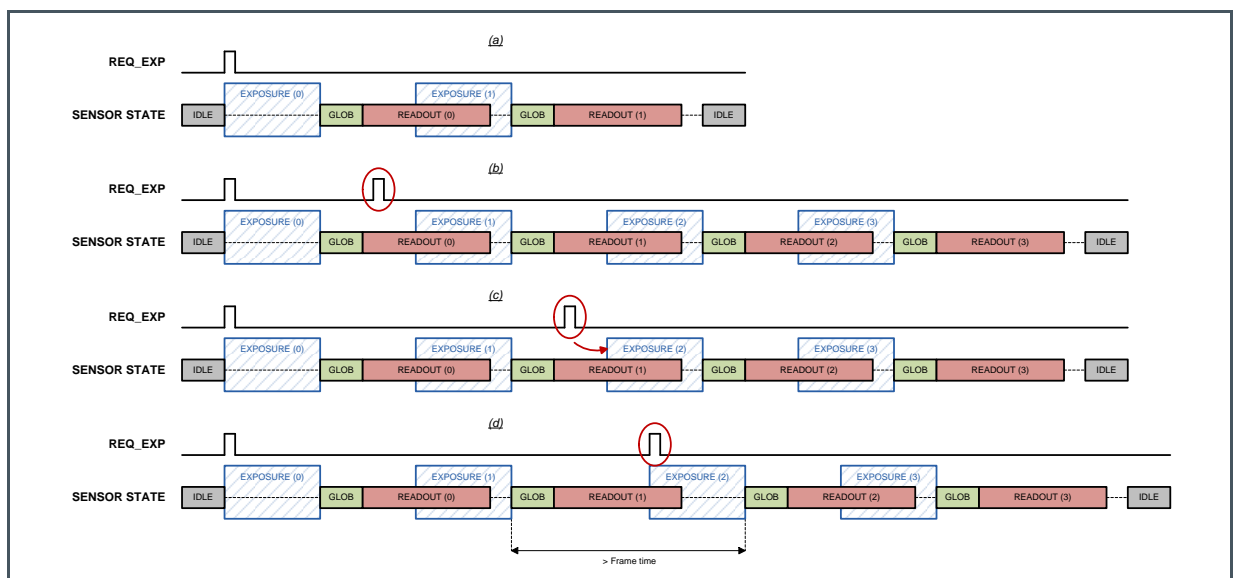 (a)
REQ_EXP
EXPOSURE (0) EXPOSURE (1)
SENSOR STATE IDLE GLOB READOUT (0) GLOB READOUT (1) IDLE
(b)
REQ_EXP
EXPOSURE (0) EXPOSURE (1) EXPOSURE (2) EXPOSURE (3)
SENSOR STATE IDLE GLOB READOUT (0) GLOB READOUT (1) GLOB READOUT (2) GLOB READOUT (3) IDLE
(c)
REQ_EXP
EXPOSURE (0) EXPOSURE (1) EXPOSURE (2) EXPOSURE (3)
SENSOR STATE IDLE GLOB READOUT (0) GLOB READOUT (1) GLOB READOUT (2) GLOB READOUT (3) IDLE
(d)
REQ_EXP
EXPOSURE (0) EXPOSURE (1) EXPOSURE (2) EXPOSURE (3)
SENSOR STATE IDLE GLOB READOUT (0) GLOB READOUT (1) GLOB READOUT (2) GLOB READOUT (3) IDLE
> Frame time